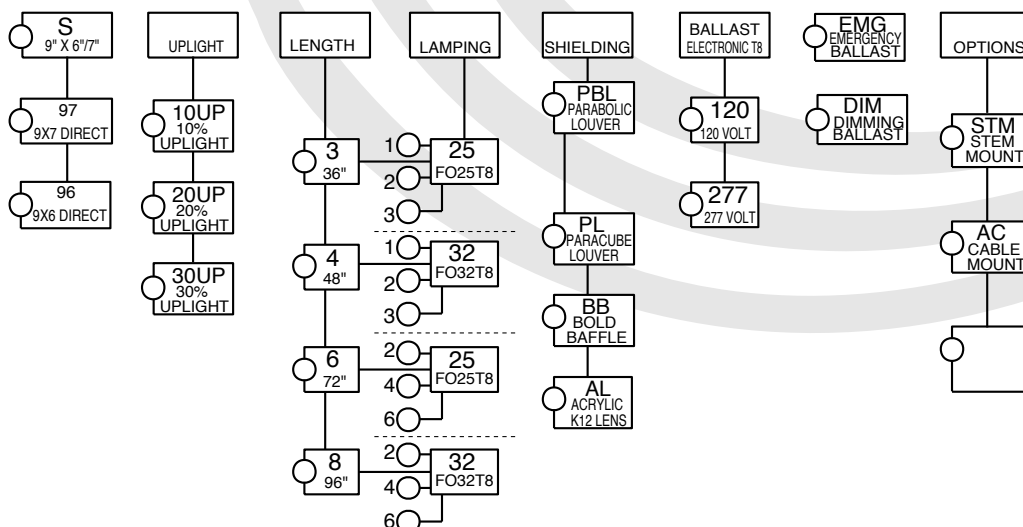 S
9" X 6"/7"
97
9X7 DIRECT
96
9X6 DIRECT
UPLIGHT
10UP
10%
UPLIGHT
20UP
20%
UPLIGHT
30UP
30%
UPLIGHT
LENGTH
3
36"
4
48"
6
72"
8
96"
LAMPING
1
2
3
25
FO25T8
1
2
3
32
FO32T8
2
4
6
25
FO25T8
2
4
6
32
FO32T8
SHIELDING
PBL
PARABOLIC
LOUVER
PL
PARACUBE
LOUVER
BB
BOLD
BAFFLE
AL
ACRYLIC
K12 LENS
BALLAST
ELECTRONIC T8
120
120 VOLT
277
277 VOLT
EMG
EMERGENCY
BALLAST
DIM
DIMMING
BALLAST
OPTIONS
STM
STEM
MOUNT
AC
CABLE
MOUNT